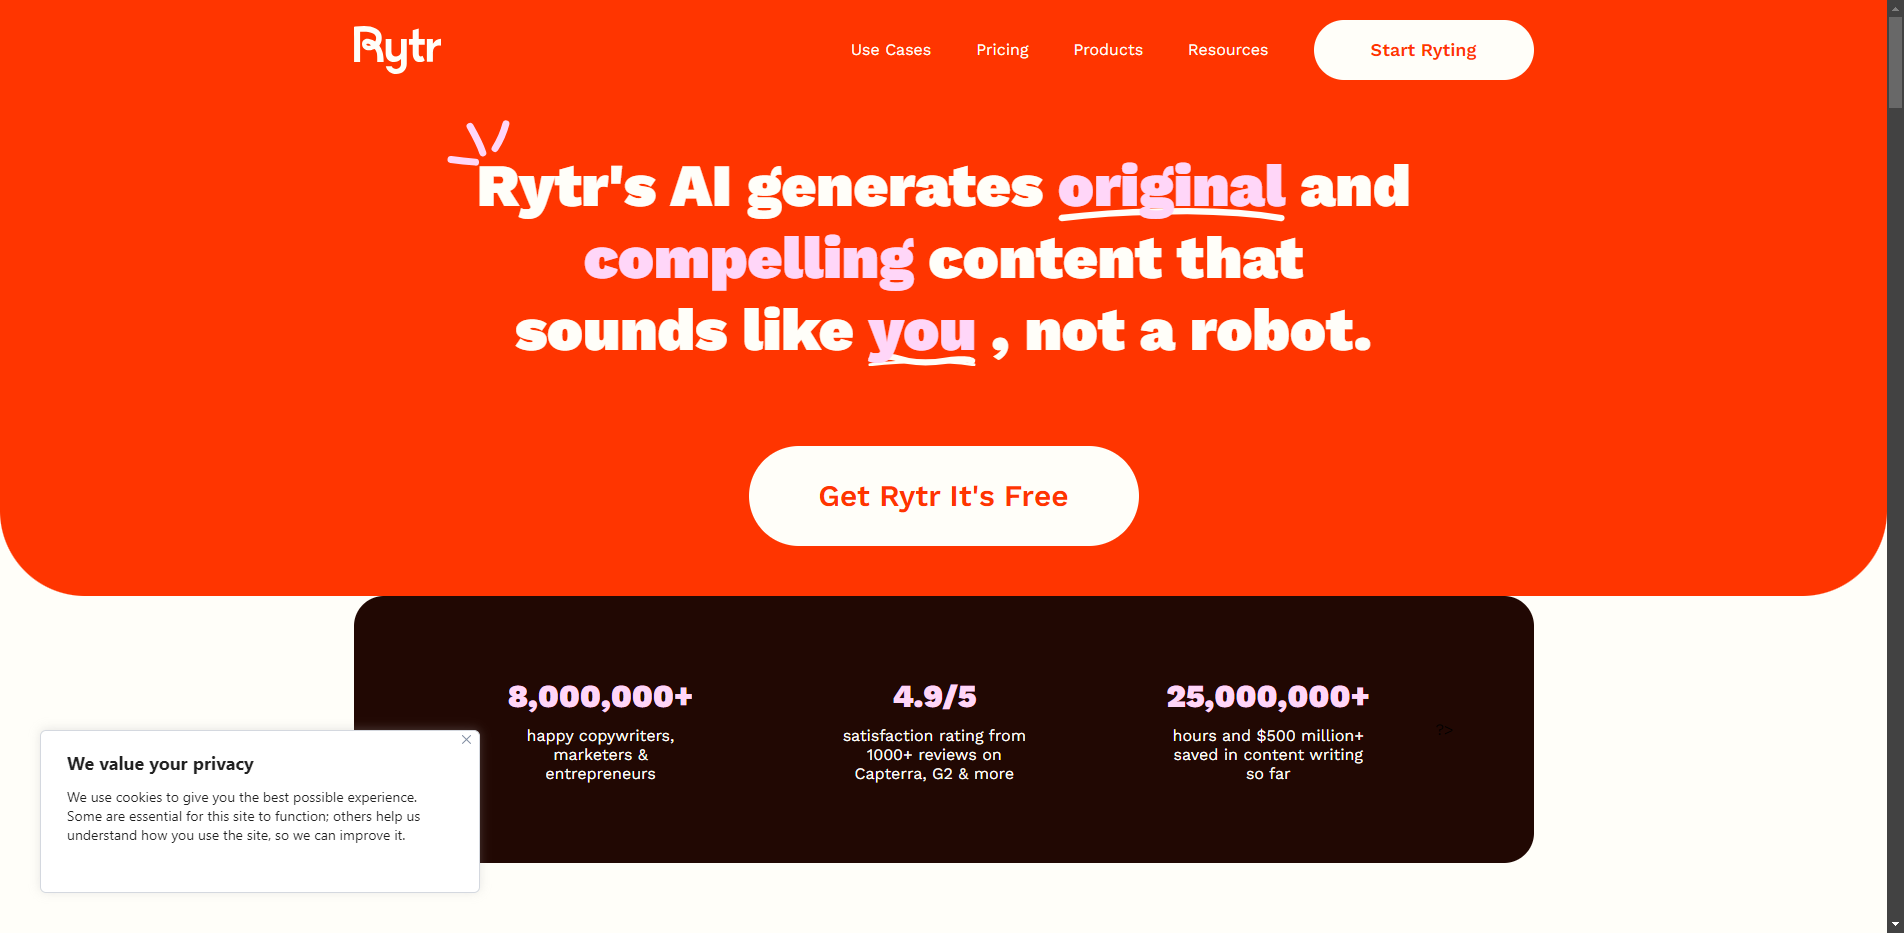 Rytr
Use Cases
Pricing
Products
Resources
Start Ryting
Rytr's AI generates original and
compelling content that
sounds like you , not a robot.
Get Rytr It's Free
8,000,000+
happy copywriters,
marketers &
entrepreneurs
4.9/5
satisfaction rating from
1000+ reviews on
Capterra, G2 & more
25,000,000+
hours and $500 million+
saved in content writing
so far
?>
We value your privacy
We use cookies to give you the best possible experience.
Some are essential for this site to function; others help us
understand how you use the site, so we can improve it.